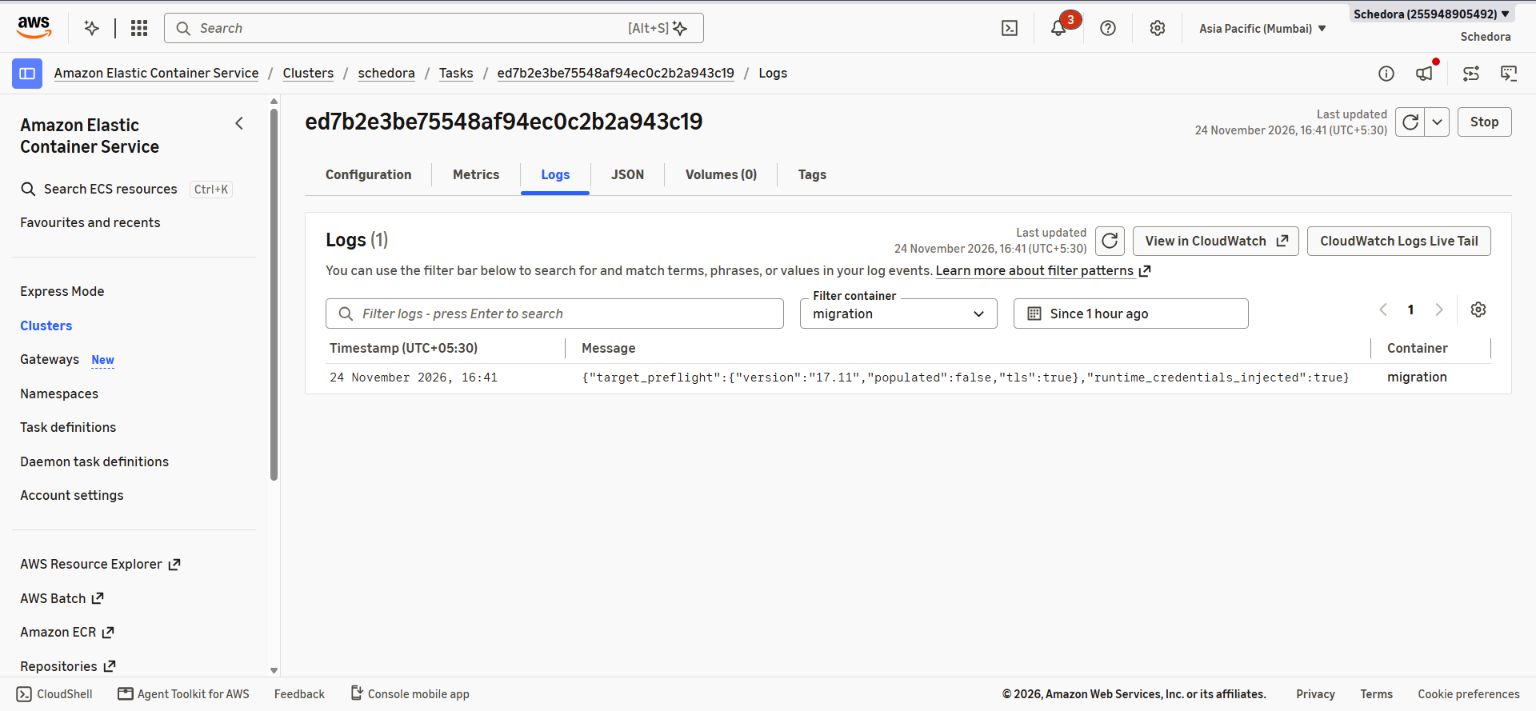 aws
Search [Alt+S]
3
Asia Pacific (Mumbai)
Schedora (255948905492)
Schedora
Amazon Elastic Container Service / Clusters / schedora / Tasks / ed7b2e3be75548af94ec0c2b2a943c19 / Logs
Amazon Elastic
Container Service
Search ECS resources Ctrl+K
Favourites and recents
Express Mode
Clusters
Gateways New
Namespaces
Task definitions
Daemon task definitions
Account settings
AWS Resource Explorer
AWS Batch
Amazon ECR
Repositories
ed7b2e3be75548af94ec0c2b2a943c19
Last updated
24 November 2026, 16:41 (UTC+5:30)
Stop
Configuration Metrics Logs JSON Volumes (0) Tags
Logs (1)
Last updated
24 November 2026, 16:41 (UTC+5:30)
View in CloudWatch
CloudWatch Logs Live Tail
You can use the filter bar below to search for and match terms, phrases, or values in your log events. Learn more about filter patterns
Filter logs - press Enter to search
Filter container
migration
Since 1 hour ago
1
Timestamp (UTC+05:30) Message Container
24 November 2026, 16:41 {"target_preflight":{"version":"17.11","populated":false,"tls":true},"runtime_credentials_injected":true} migration
CloudShell Agent Toolkit for AWS Feedback Console mobile app
© 2026, Amazon Web Services, Inc. or its affiliates. Privacy Terms Cookie preferences